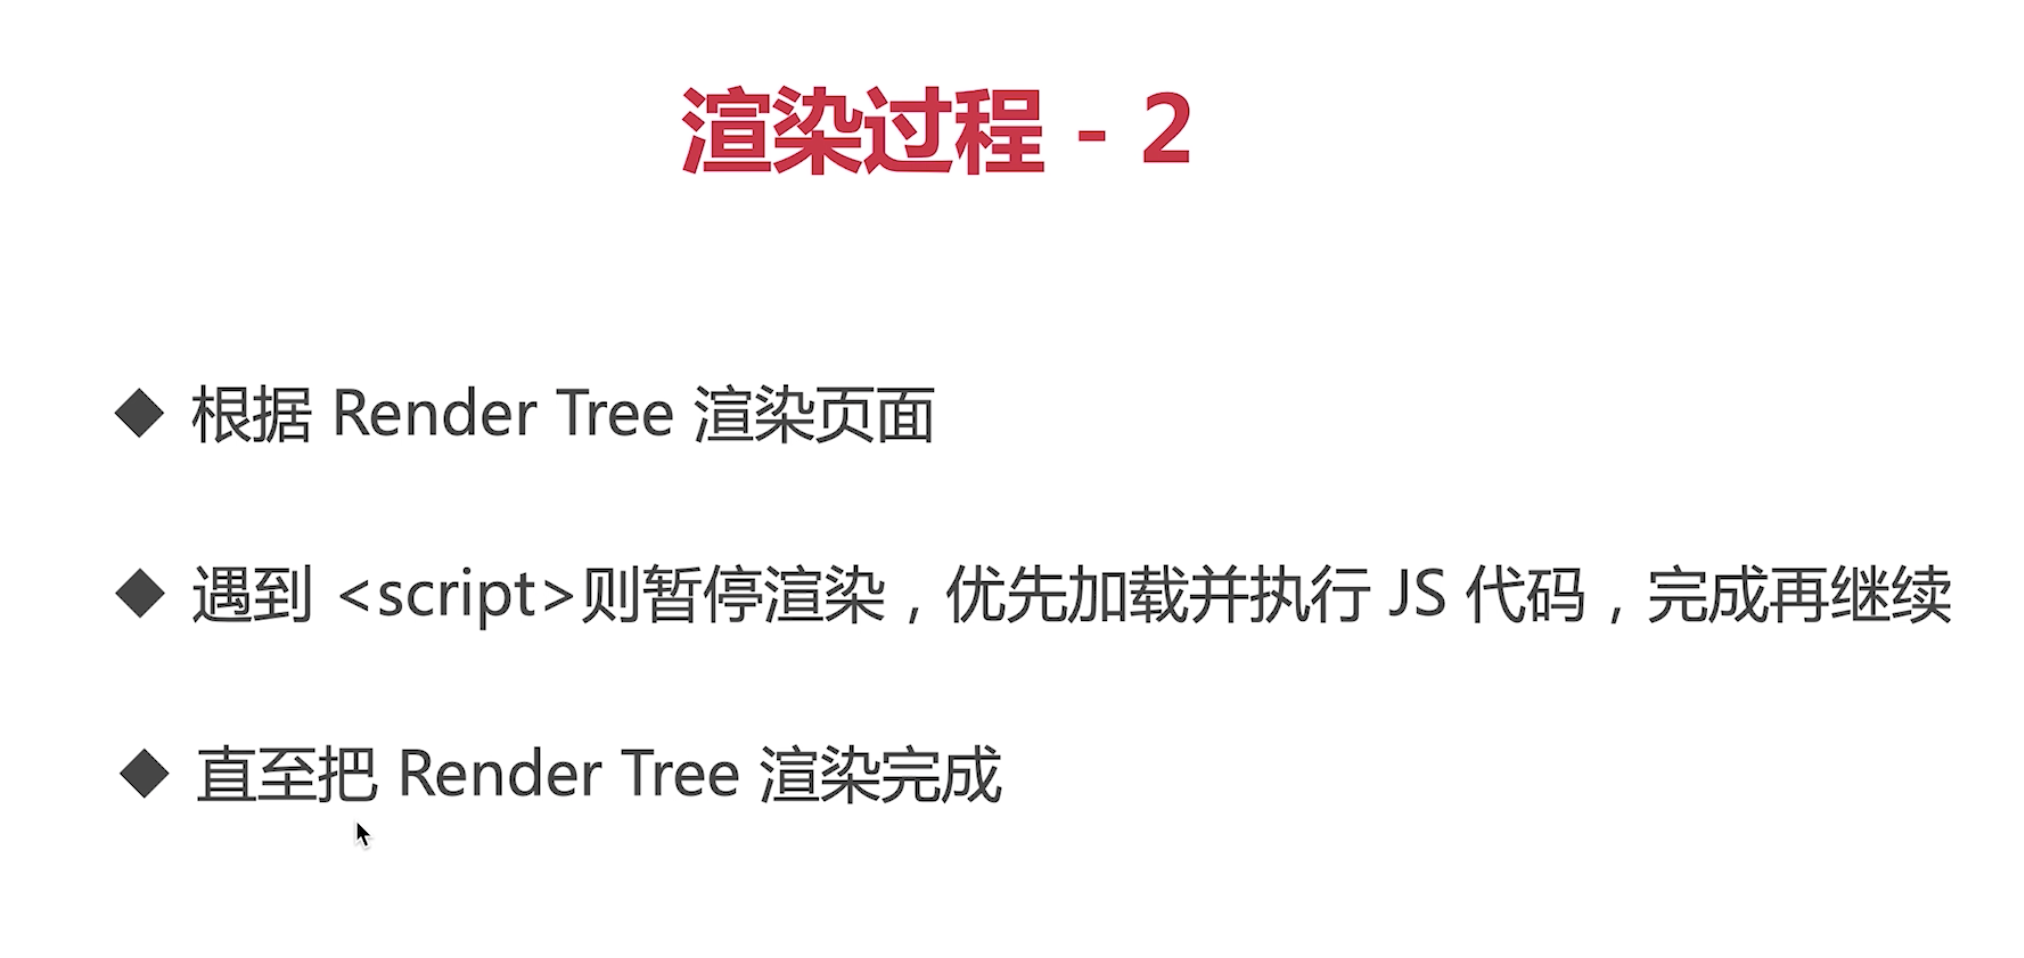 渲染过程 - 2
◆ 根据 Render Tree 渲染页面
◆ 遇到 <script>则暂停渲染，优先加载并执行 JS 代码，完成再继续
◆ 直至把 Render Tree 渲染完成